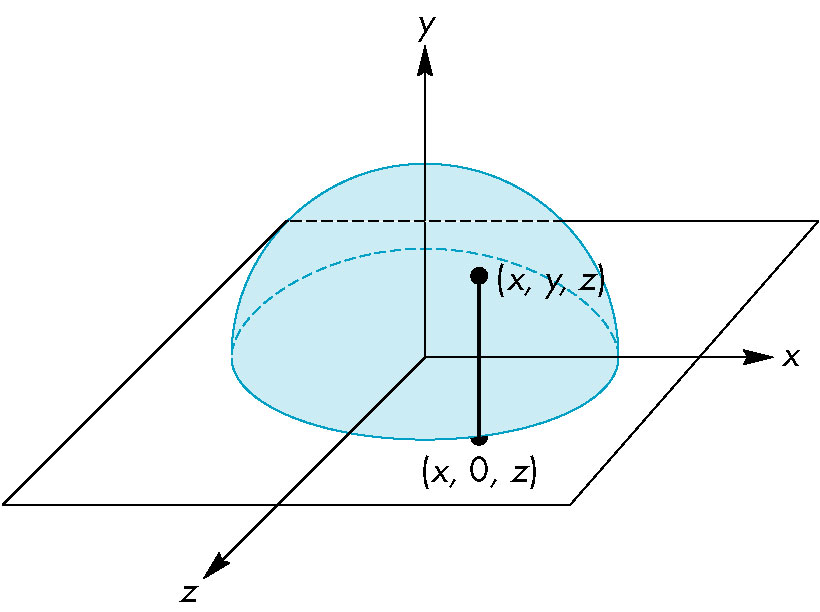 y
(x, y, z)
x
(x, 0, z)
z